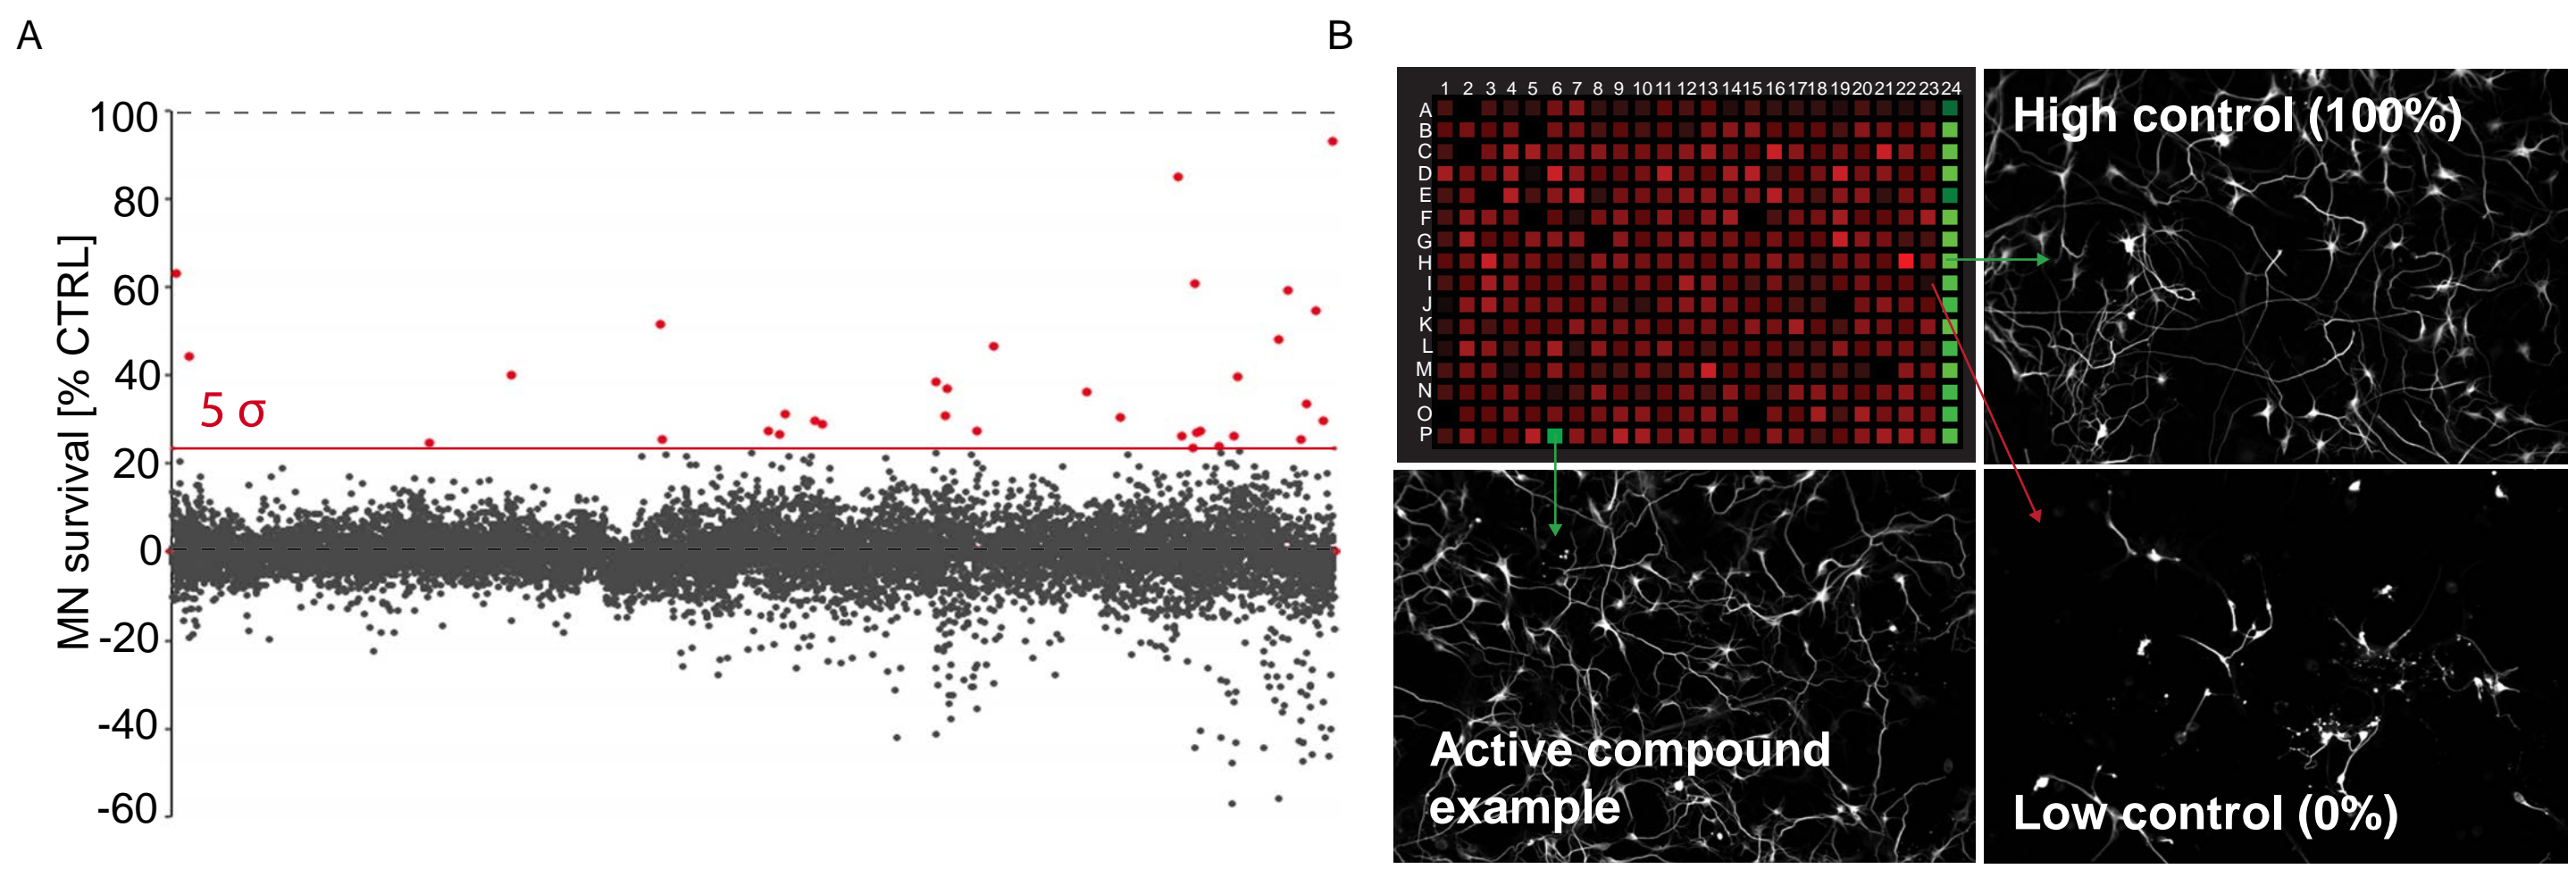 A
B
MN survival [% CTRL]
100
80
60
40
20
0
-20
-40
-60
5 σ
1 2 3 4 5 6 7 8 9 10 11 12 13 14 15 16 17 18 19 20 21 22 23 24
A
B
C
D
E
F
G
H
I
J
K
L
M
N
O
P
High control (100%)
Active compound
example
Low control (0%)